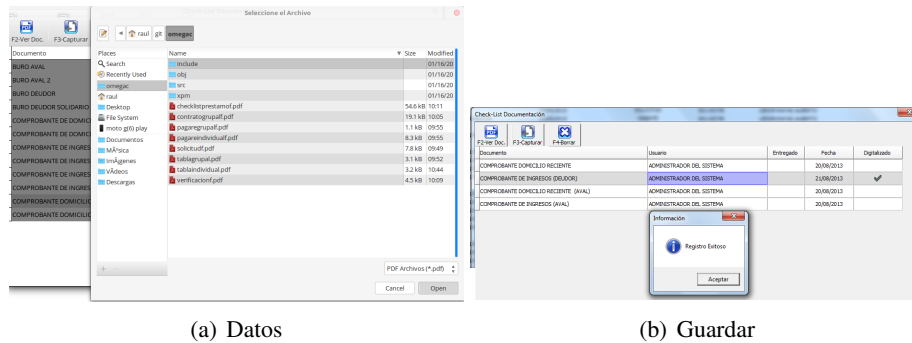 Seleccione el Archivo
F2-Ver Doc. F3-Capturar
Documento
BURO AVAL
BURO AVAL 2
BURO DEUDOR
BURO DEUDOR SOLIDARIO
COMPROBANTE DE DOMIC
COMPROBANTE DE DOMIC
COMPROBANTE DE INGRES
COMPROBANTE DE INGRES
COMPROBANTE DE INGRES
COMPROBANTE DOMICILIO
COMPROBANTE DOMICILIO
raul git omegac
Places
Search
Recently Used
omegac
raul
Desktop
File System
moto g(6) play
Documentos
MÃºsica
ImÃ¡genes
VÃ­deos
Descargas
Name Size Modified
include 01/16/20
obj 01/16/20
src 01/16/20
xpm 01/16/20
checklistprestamof.pdf 54.6 kB 10:11
contratogrupalf.pdf 19.1 kB 10:05
pagaregrupalf.pdf 1.1 kB 09:55
pagareindividualf.pdf 8.3 kB 09:55
solicitudf.pdf 7.8 kB 09:49
tablagrupal.pdf 3.1 kB 09:52
tablaindividual.pdf 3.2 kB 10:44
verificacionf.pdf 4.5 kB 10:09
PDF Archivos (*.pdf)
Cancel Open
Check-List Documentación
F2-Ver Doc. F3-Capturar F4-Borrar
Documento Usuario Entregado Fecha Digitalizado
COMPROBANTE DOMICILIO RECIENTE ADMINISTRADOR DEL SISTEMA 20/08/2013
COMPROBANTE DE INGRESOS (DEUDOR) ADMINISTRADOR DEL SISTEMA 21/08/2013
COMPROBANTE DOMICILIO RECIENTE (AVAL) ADMINISTRADOR DEL SISTEMA 20/08/2013
COMPROBANTE DE INGRESOS (AVAL) ADMINISTRADOR DEL SISTEMA 20/08/2013
Información
Registro Exitoso
Aceptar
(a) Datos
(b) Guardar